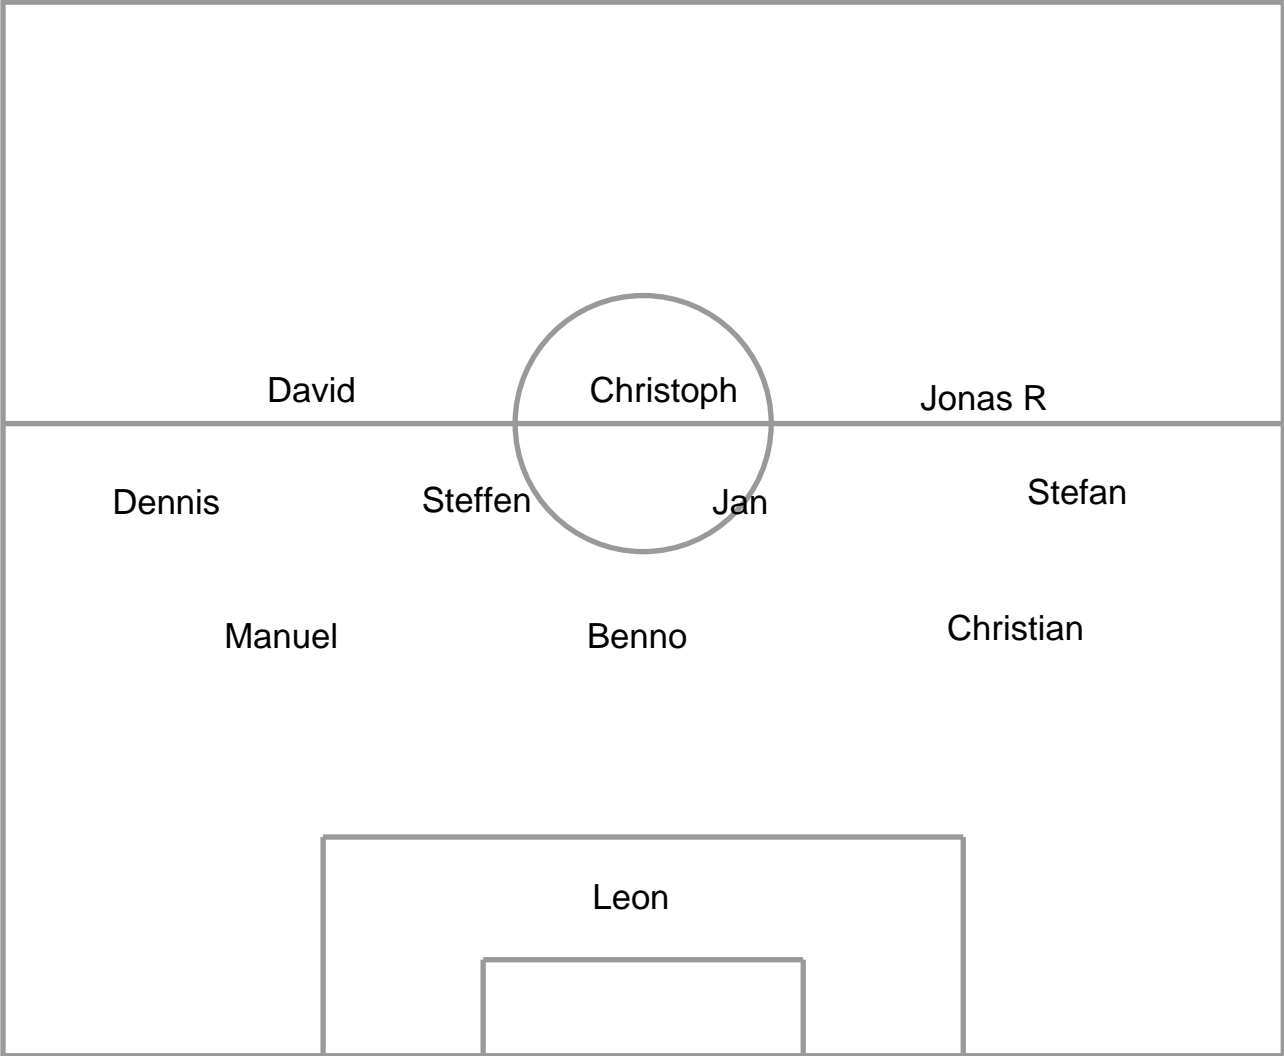 David
Christoph
Jonas R
Dennis
Steffen
Jan
Stefan
Manuel
Benno
Christian
Leon